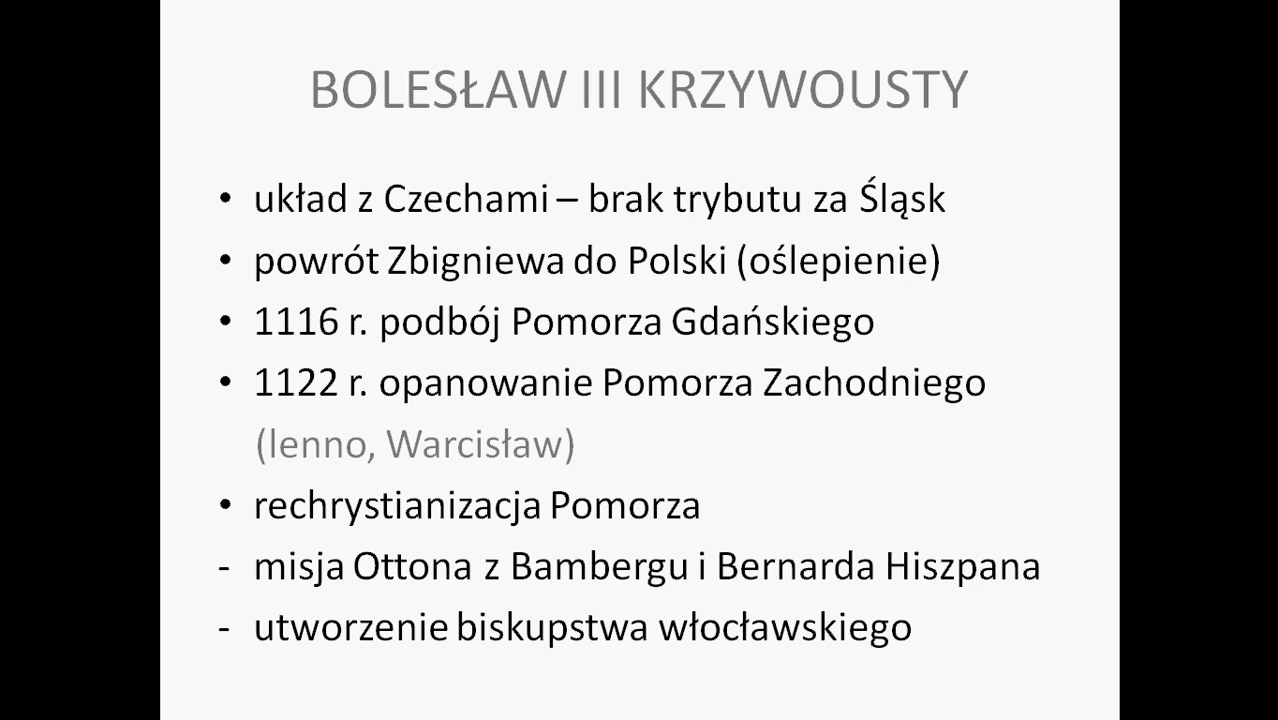 BOLESŁAW III KRZYWOUSTY
• układ z Czechami – brak trybutu za Śląsk
• powrót Zbigniewa do Polski (oślepienie)
• 1116 r. podbój Pomorza Gdańskiego
• 1122 r. opanowanie Pomorza Zachodniego
(lenno, Warcisław)
• rechrystianizacja Pomorza
- misja Ottona z Bambergu i Bernarda Hiszpana
- utworzenie biskupstwa włocławskiego